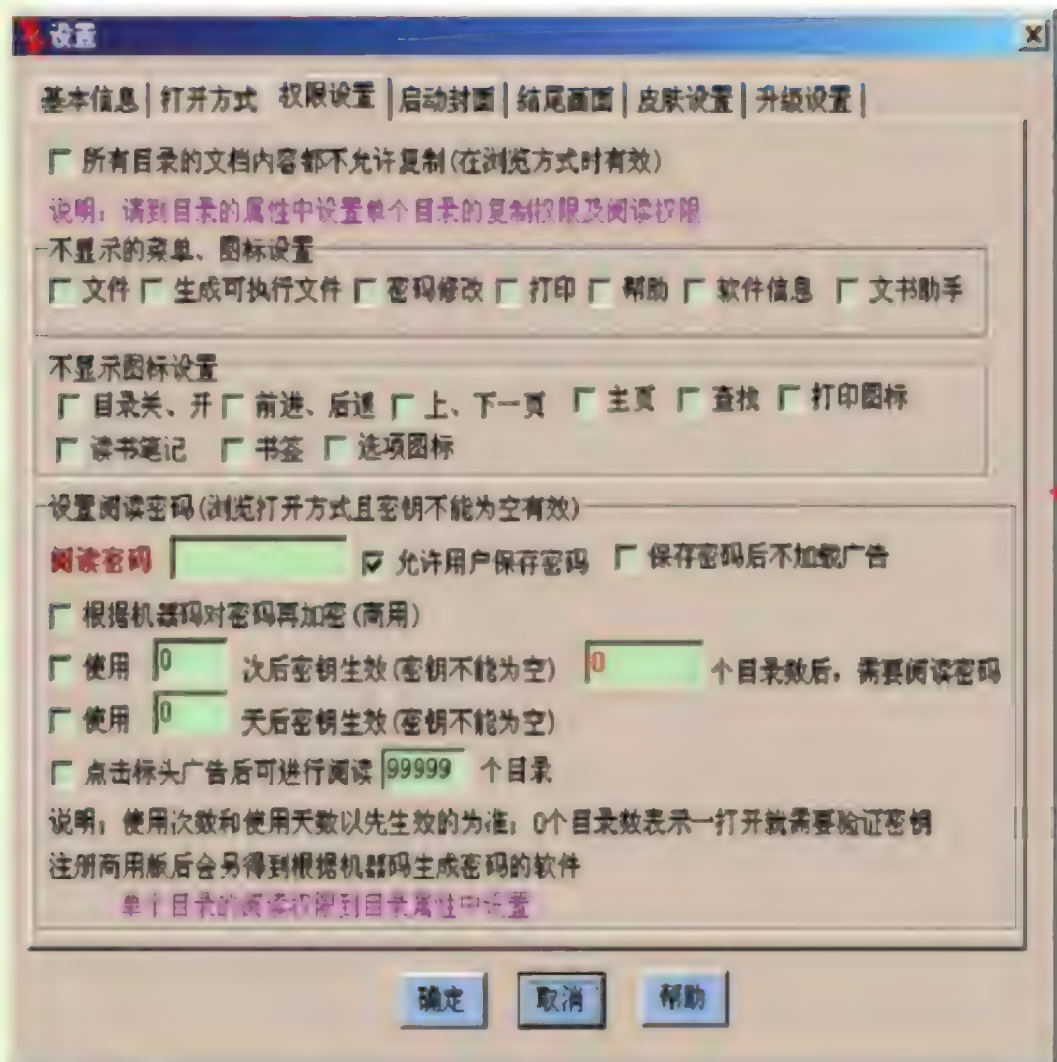 设置
基本信息 打开方式 权限设置 启动封面 结尾画面 皮肤设置 升级设置
所有目录的文档内容都不允许复制(在浏览方式时有效)
说明：请到目录的属性中设置单个目录的复制权限及阅读权限
不显示的菜单、图标设置
文件 生成可执行文件 密码修改 打印 帮助 软件信息 文书助手
不显示图标设置
目录关、开 前进、后退 上、下一页 主页 查找 打印图标
读书笔记 书签 选项图标
设置阅读密码(浏览打开方式且密钥不能为空有效)
阅读密码 允许用户保存密码 保存密码后不加载广告
根据机器码对密码再加密(商用)
使用 0 次后密钥生效(密钥不能为空) 0 个目录数后，需要阅读密码
使用 0 天后密钥生效(密钥不能为空)
点击标头广告后可进行阅读 99999 个目录
说明：使用次数和使用天数以先生效的为准；0个目录数表示一打开就需要验证密钥
注册商用版后会另得到根据机器码生成密码的软件
单个目录的阅读权限到目录属性中设置
确定 取消 帮助